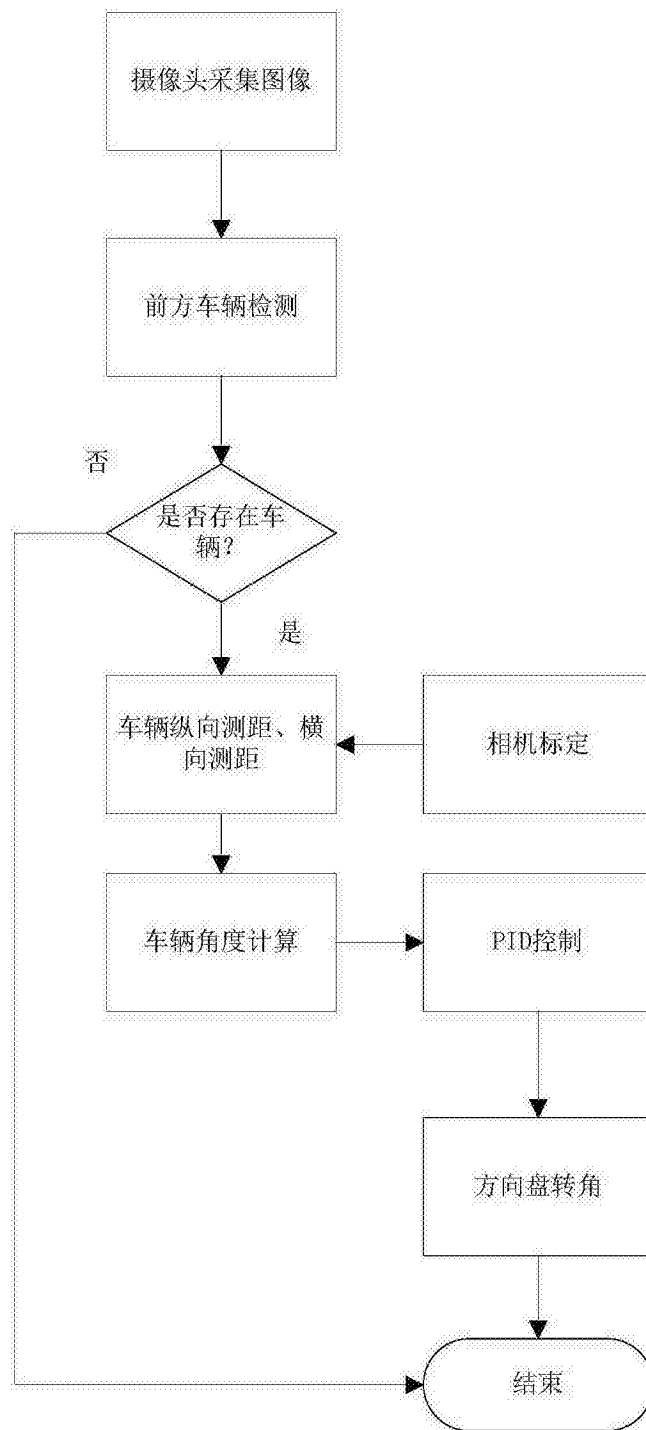 摄像头采集图像
前方车辆检测
否
是否存在车
辆?
是
车辆纵向测距、横
向测距
相机标定
车辆角度计算
PID控制
方向盘转角
结束